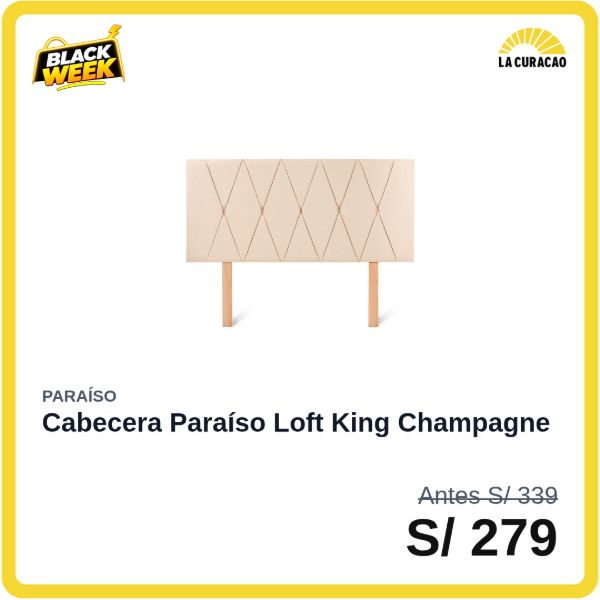 BLACK
WEEK
LA CURACAO
PARAÍSO
Cabecera Paraíso Loft King Champagne
Antes S/ 339
S/ 279